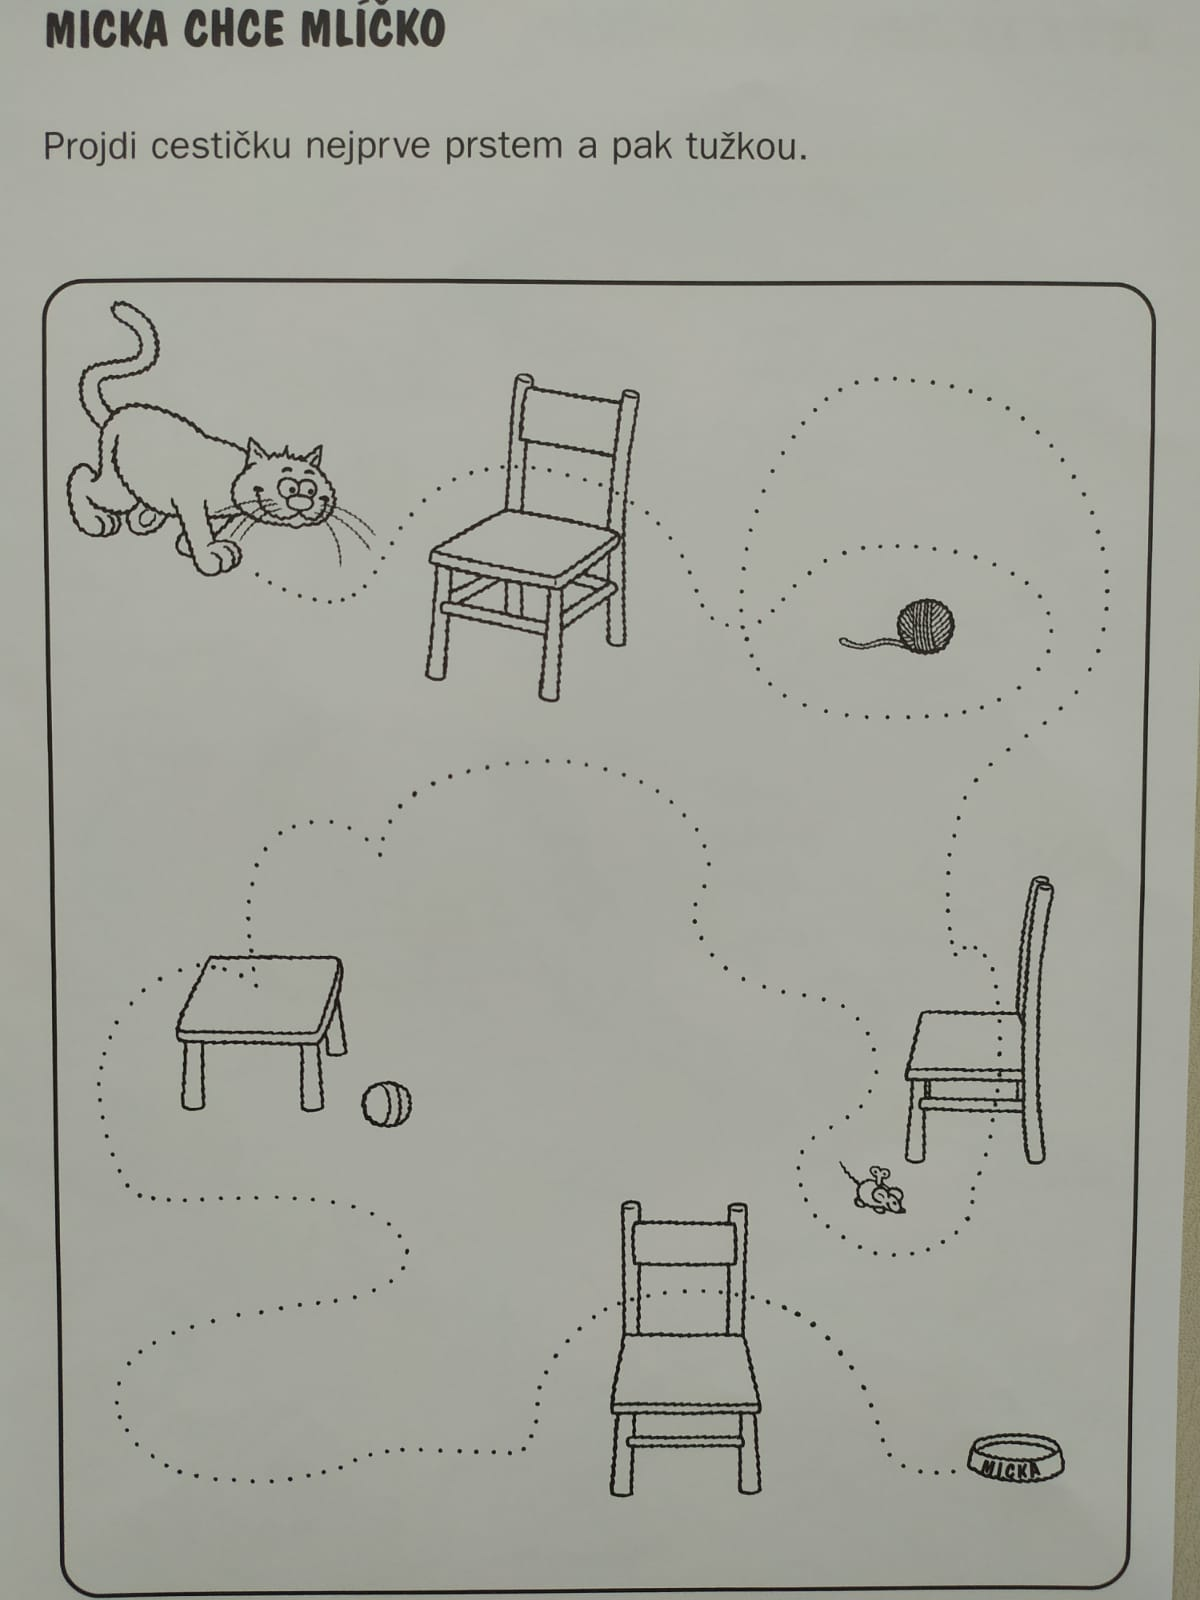 MICKA CHCE MLÍČKO
Projdi cestičku nejprve prstem a pak tužkou.
MICKA